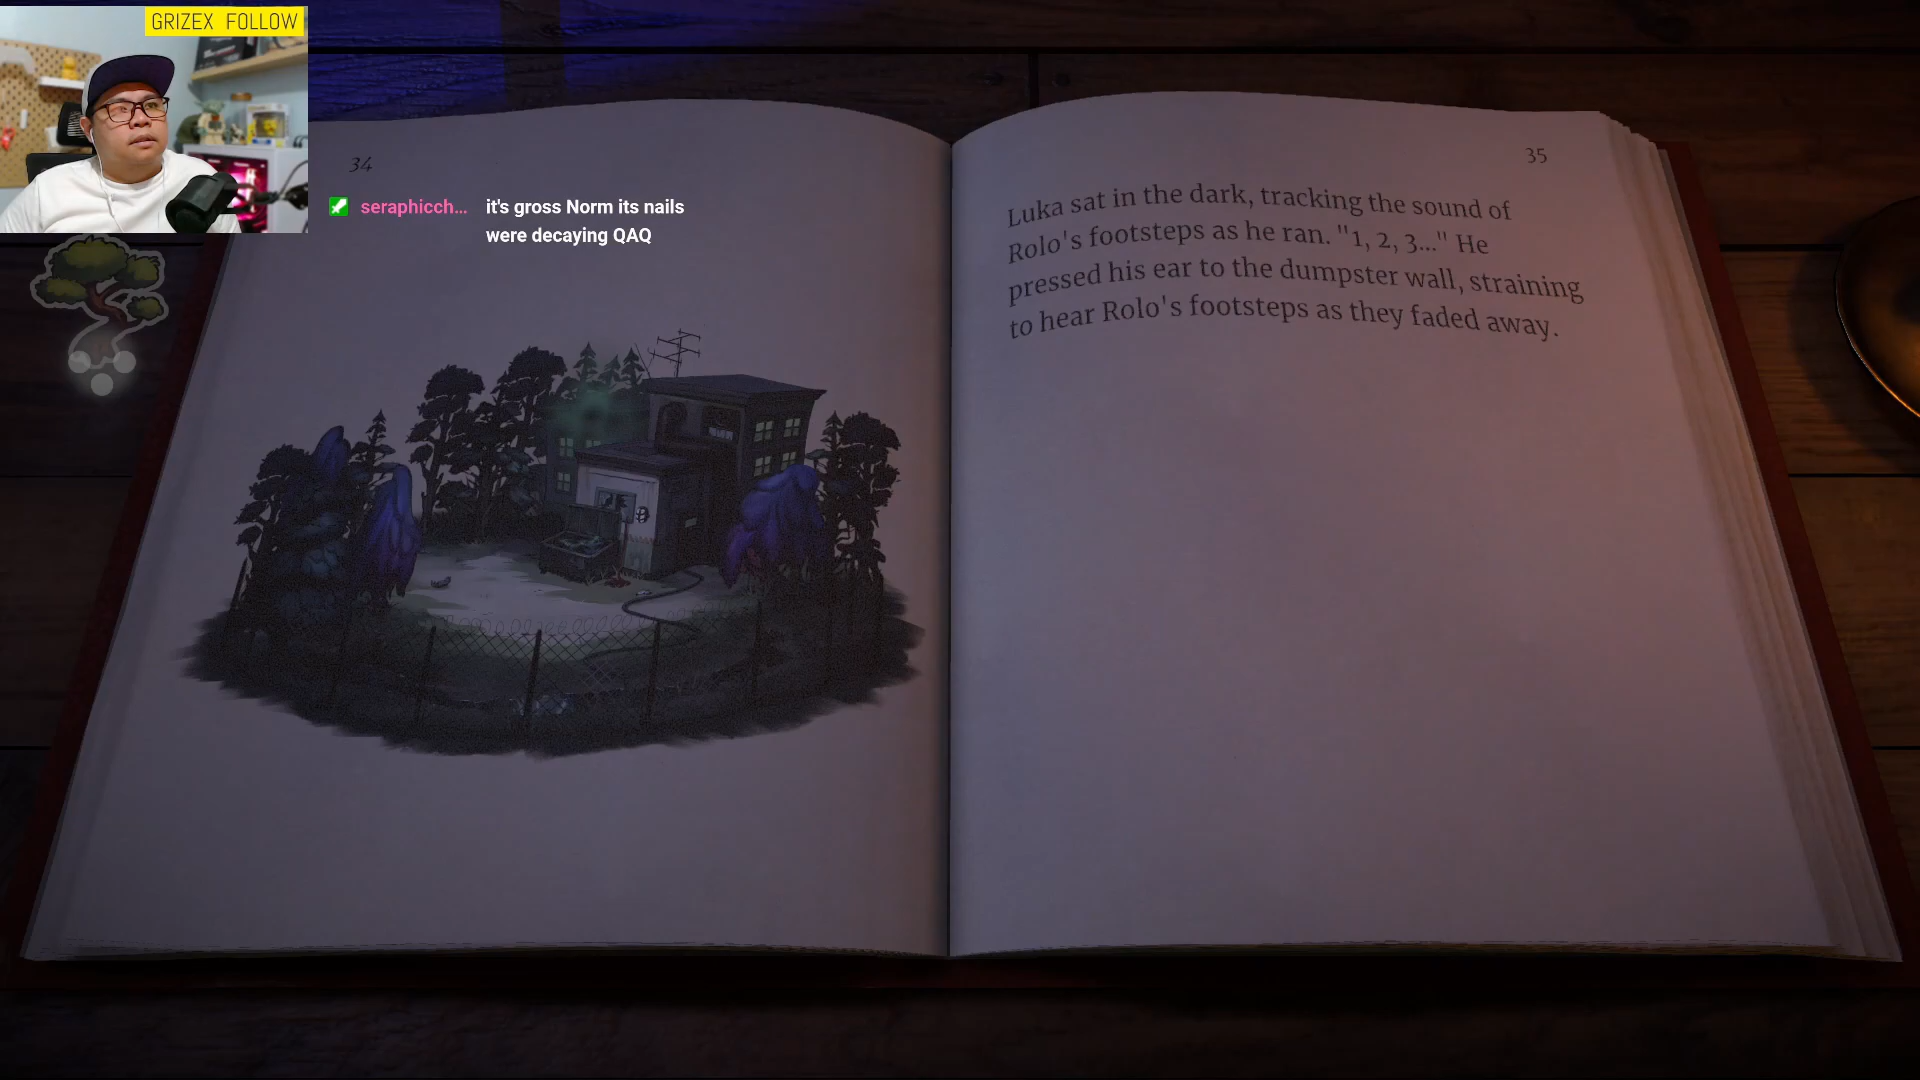 GRIZEX FOLLOW
34
seraphicch... it's gross Norm its nails
were decaying QAQ
35
Luka sat in the dark, tracking the sound of
Rolo's footsteps as he ran. "1, 2, 3..." He
pressed his ear to the dumpster wall, straining
to hear Rolo's footsteps as they faded away.